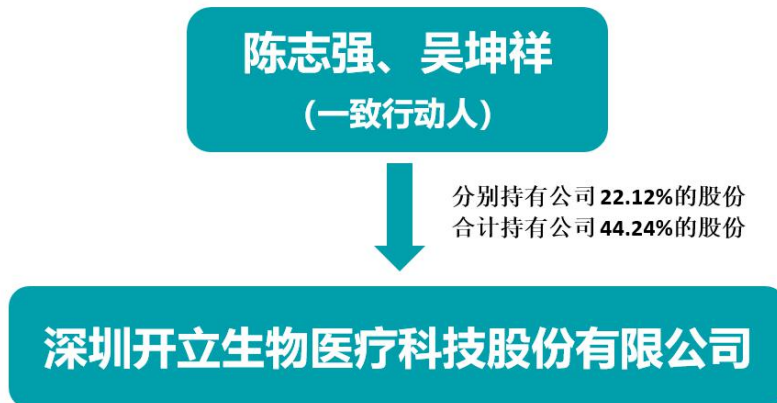 陈志强、吴坤祥
(一致行动人)
分别持有公司22.12%的股份
合计持有公司44.24%的股份
深圳开立生物医疗科技股份有限公司